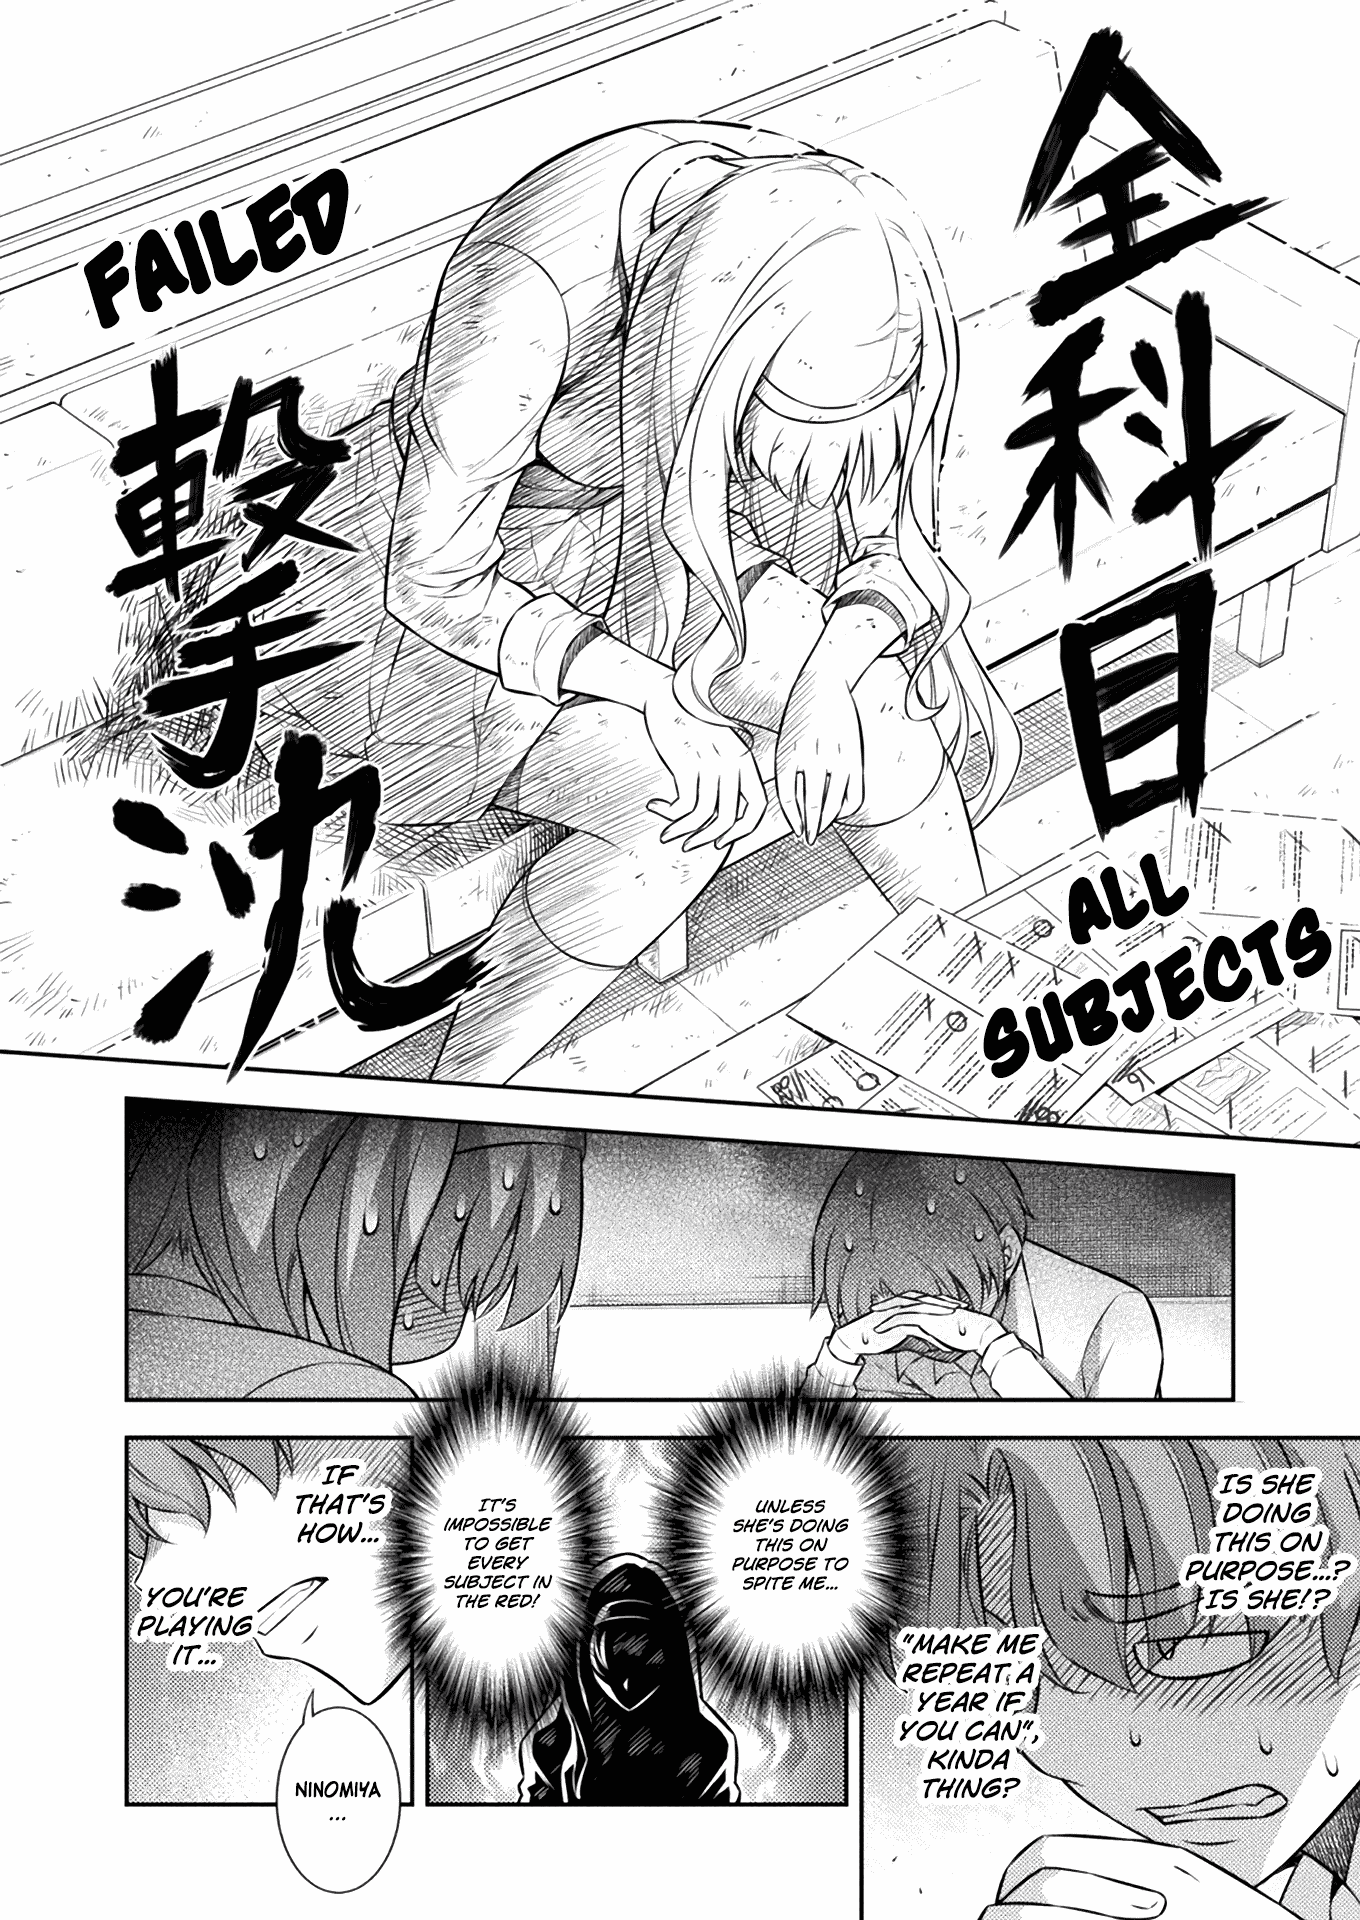 全科目
ALL
SUBJECTS
撃沈
FAILED
IS SHE
DOING
THIS ON
PURPOSE...?
IS SHE!?
"MAKE ME
REPEAT A
YEAR IF
YOU CAN",
KINDA
THING?
UNLESS
SHE'S DOING
THIS ON
PURPOSE TO
SPITE ME...
IT'S
IMPOSSIBLE
TO GET
EVERY
SUBJECT IN
THE RED!
IF
THAT'S
HOW...
YOU'RE
PLAYING
IT...
NINOMIYA
...